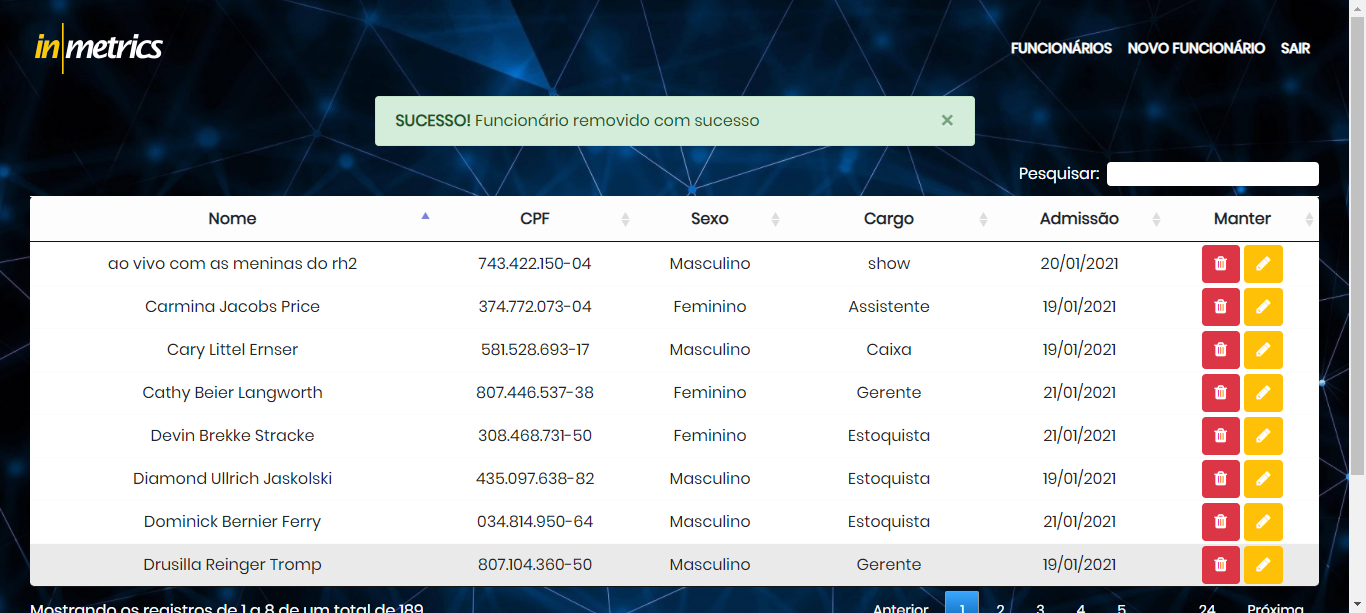 in|metrics
FUNCIONÁRIOS NOVO FUNCIONÁRIO SAIR
SUCESSO! Funcionário removido com sucesso ×
Pesquisar:
Nome CPF Sexo Cargo Admissão Manter
ao vivo com as meninas do rh2 743.422.150-04 Masculino show 20/01/2021
Carmina Jacobs Price 374.772.073-04 Feminino Assistente 19/01/2021
Cary Littel Ernser 581.528.693-17 Masculino Caixa 19/01/2021
Cathy Beier Langworth 807.446.537-38 Feminino Gerente 21/01/2021
Devin Brekke Stracke 308.468.731-50 Feminino Estoquista 21/01/2021
Diamond Ullrich Jaskolski 435.097.638-82 Masculino Estoquista 19/01/2021
Dominick Bernier Ferry 034.814.950-64 Masculino Estoquista 21/01/2021
Drusilla Reinger Tromp 807.104.360-50 Masculino Gerente 19/01/2021
Mostrando os registros de 1 a 8 de um total de 189 Anterior 1 2 3 4 5 ... 24 Próxima